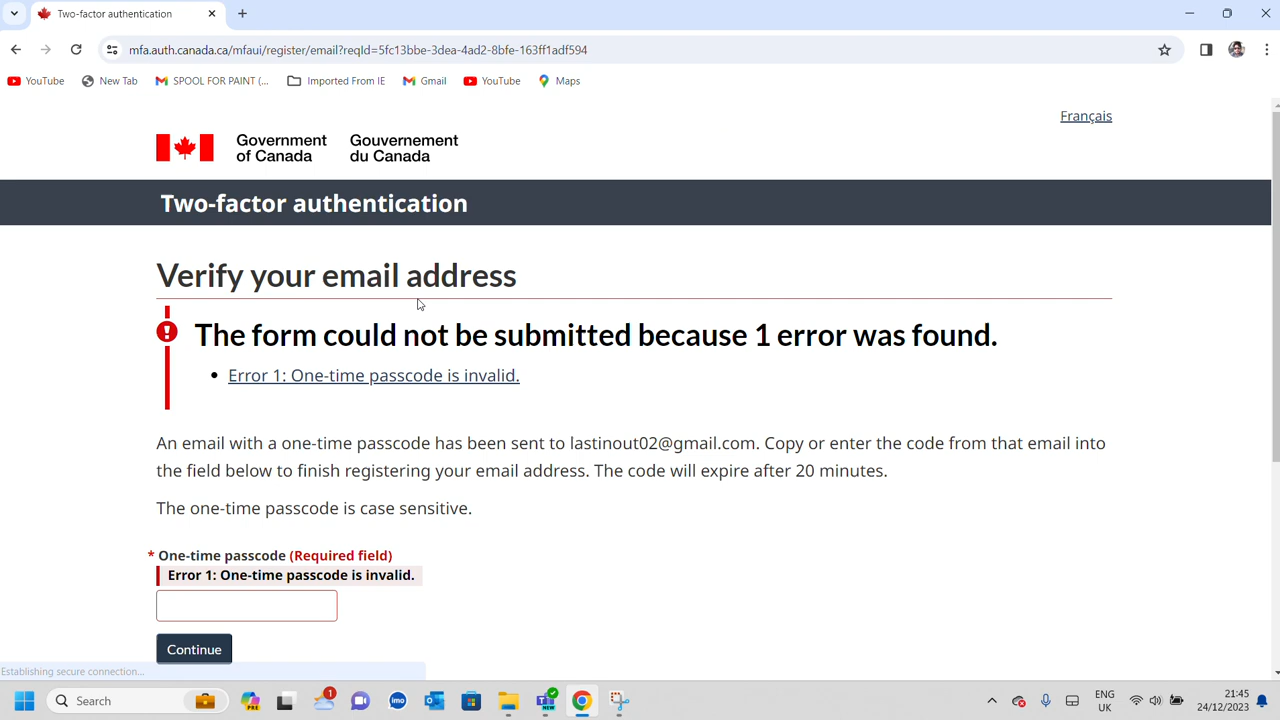 Two-factor authentication
mfa.auth.canada.ca/mfaui/register/email?reqId=5fc13bbe-3dea-4ad2-8bfe-163ff1adf594
YouTube New Tab SPOOL FOR PAINT (... Imported From IE Gmail YouTube Maps
Français
Government of Canada
Gouvernement du Canada
Two-factor authentication
Verify your email address
The form could not be submitted because 1 error was found.
Error 1: One-time passcode is invalid.
An email with a one-time passcode has been sent to lastinout02@gmail.com. Copy or enter the code from that email into
the field below to finish registering your email address. The code will expire after 20 minutes.
The one-time passcode is case sensitive.
* One-time passcode (Required field)
Error 1: One-time passcode is invalid.
Continue
Establishing secure connection...
Search
1
imo
NEW
ENG
UK
21:45
24/12/2023